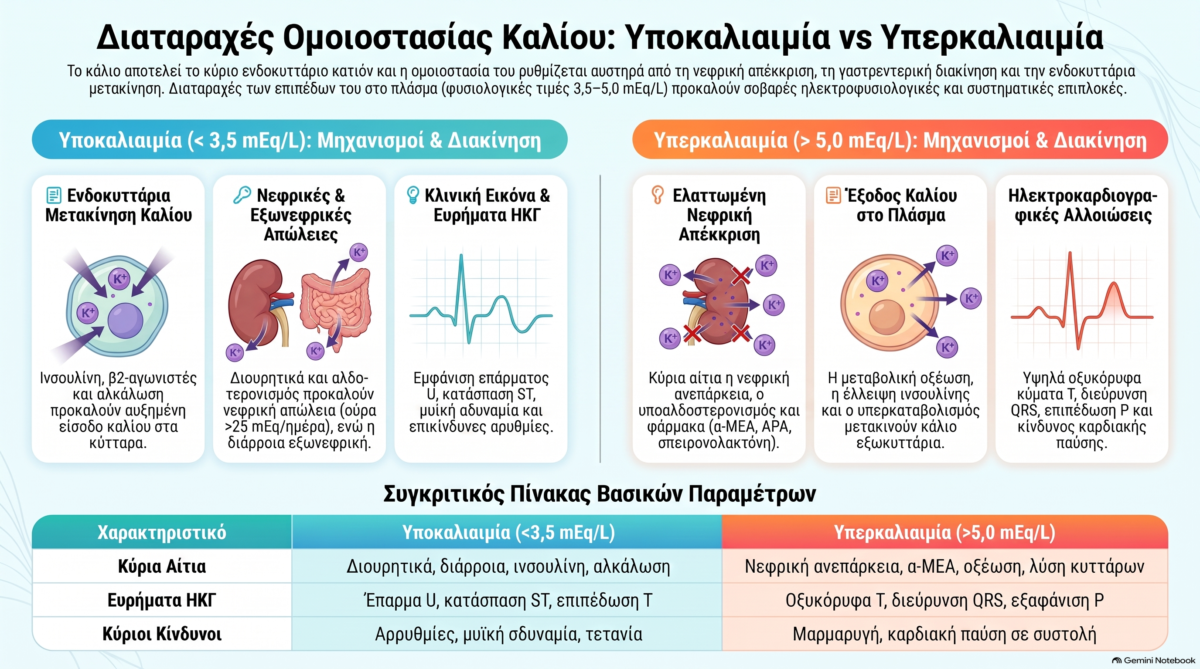 Διαταραχές Ομοιοστασίας Καλίου: Υποκαλιαιμία vs Υπερκαλιαιμία
Το κάλιο αποτελεί το κύριο ενδοκυττάριο κατιόν και η ομοιοστασία του ρυθμίζεται αυστηρά από τη νεφρική απέκκριση, τη γαστρεντερική διακίνηση και την ενδοκυττάρια
μετακίνηση. Διαταραχές των επιπέδων του στο πλάσμα (φυσιολογικές τιμές 3,5–5,0 mEq/L) προκαλούν σοβαρές ηλεκτροφυσιολογικές και συστηματικές επιπλοκές.
Υποκαλιαιμία (< 3,5 mEq/L): Μηχανισμοί & Διακίνηση
Ενδοκυττάρια
Μετακίνηση Καλίου
K+
K+
Ινσουλίνη, β2-αγωνιστές
και αλκάλωση
προκαλούν αυξημένη
είσοδο καλίου στα
κύτταρα.
Νεφρικές &
Εξωνεφρικές
Απώλειες
K+
K+
K+
Διουρητικά και αλδο-
τερονισμός προκαλούν
νεφρική απώλεια (ούρα
>25 mEq/ημέρα), ενώ η
διάρροια εξωνεφρική.
Κλινική Εικόνα &
Ευρήματα ΗΚΓ
Εμφάνιση επάρματος
U, κατάσπαση ST,
μυϊκή αδυναμία και
επικίνδυνες αρυθμίες.
Υπερκαλιαιμία (> 5,0 mEq/L): Μηχανισμοί & Διακίνηση
Ελαττωμένη
Νεφρική
Απέκκριση
K+
K+
K+
K+
K+
Κύρια αίτια η νεφρική
ανεπάρκεια, ο
υποαλδοστερονισμός και
φάρμακα (α-ΜΕΑ, ΑΡΑ,
σπειρονολακτόνη).
Έξοδος Καλίου
στο Πλάσμα
K+
K+
K+
K+
Η μεταβολική οξέωση,
η έλλειψη ινσουλίνης
και ο υπερκαταβολισμός
μετακινούν κάλιο
εξωκυττάρια.
Ηλεκτροκαρδιογρα-
φικές Αλλοιώσεις
Υψηλά οξυκόρυφα
κύματα T, διεύρυνση
QRS, επιπέδωση P και
κίνδυνος καρδιακής
παύσης.
Συγκριτικός Πίνακας Βασικών Παραμέτρων
Χαρακτηριστικό Υποκαλιαιμία (<3,5 mEq/L) Υπερκαλιαιμία (>5,0 mEq/L)
Κύρια Αίτια Διουρητικά, διάρροια, ινσουλίνη, αλκάλωση Νεφρική ανεπάρκεια, α-ΜΕΑ, οξέωση, λύση κυττάρων
Ευρήματα ΗΚΓ Έπαρμα U, κατάσπαση ST, επιπέδωση T Οξυκόρυφα T, διεύρυνση QRS, εξαφάνιση P
Κύριοι Κίνδυνοι Αρρυθμίες, μυϊκή σδυναμία, τετανία Μαρμαρυγή, καρδιακή παύση σε συστολή
Gemini Notebook